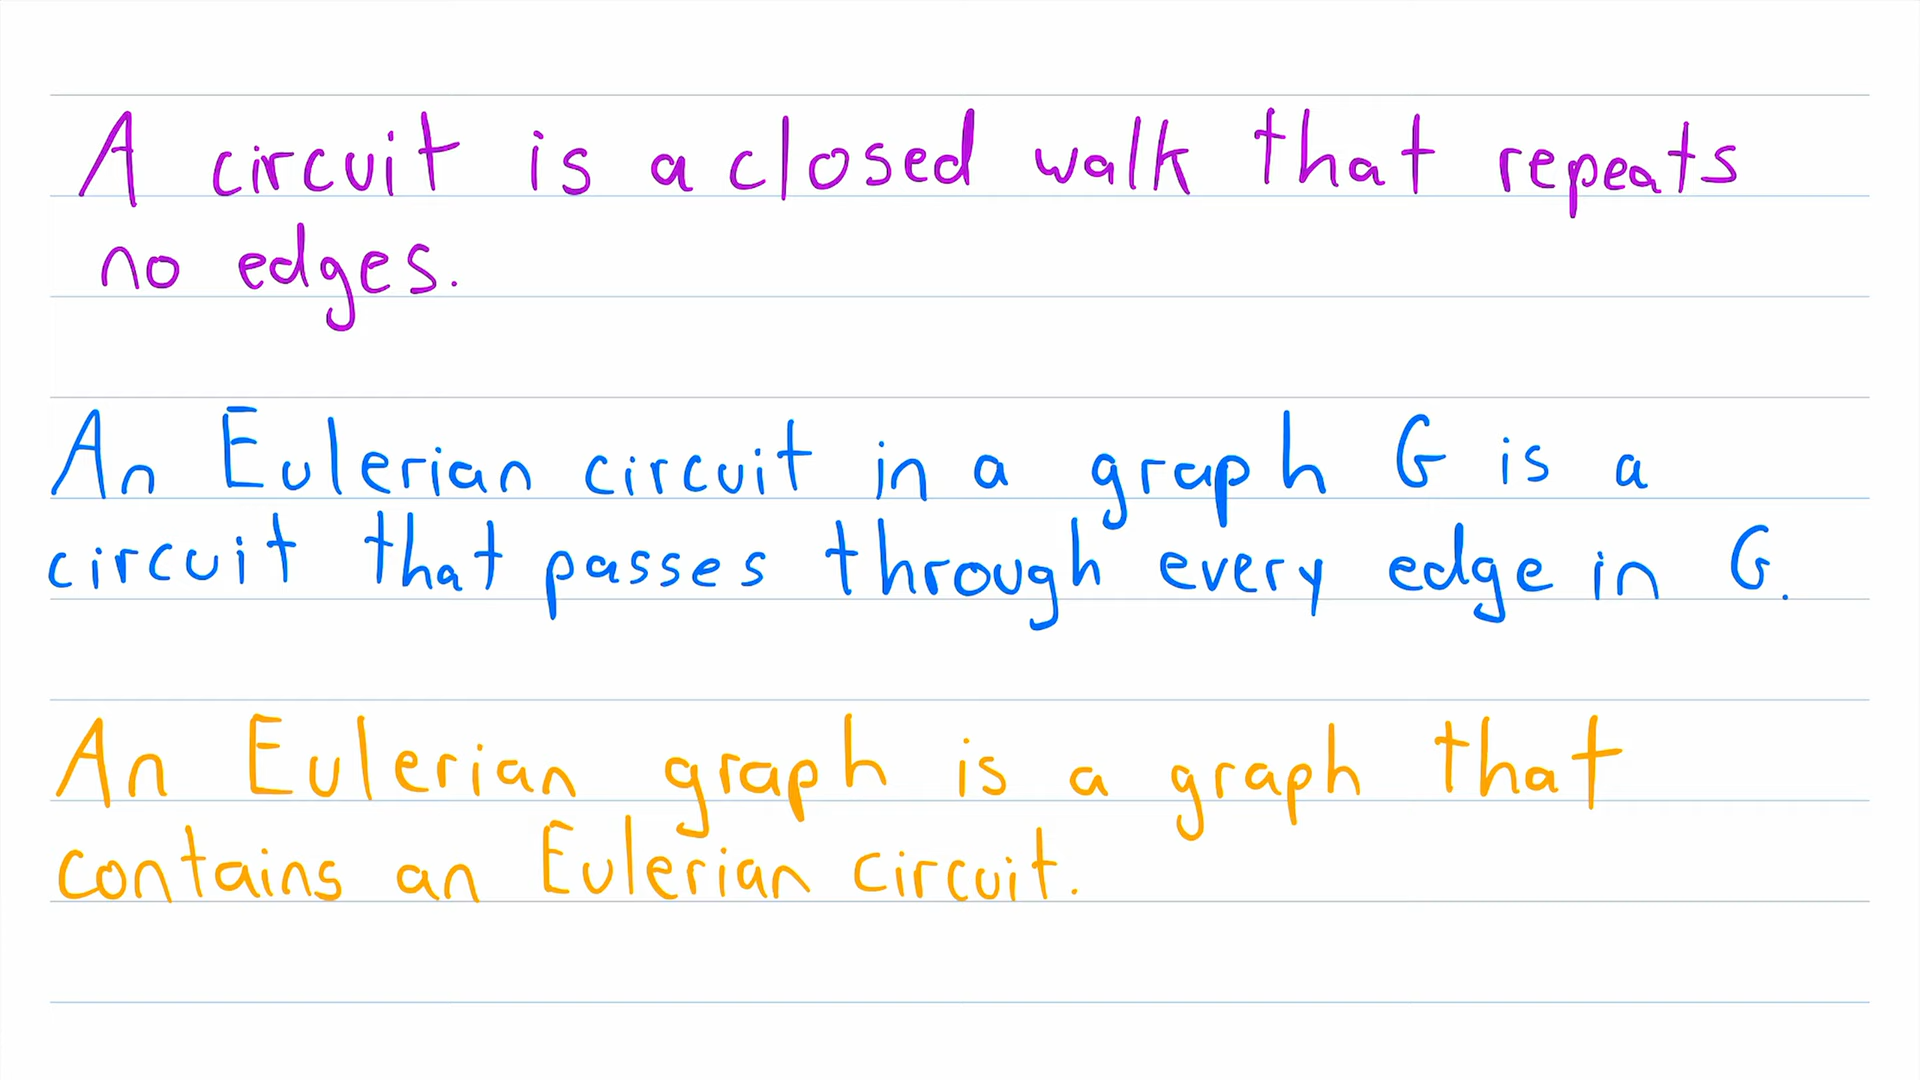 A circuit is a closed walk that repeats
no edges.
An Eulerian circuit in a graph G is a
circuit that passes through every edge in G.
An Eulerian graph is a graph that
contains an Eulerian circuit.